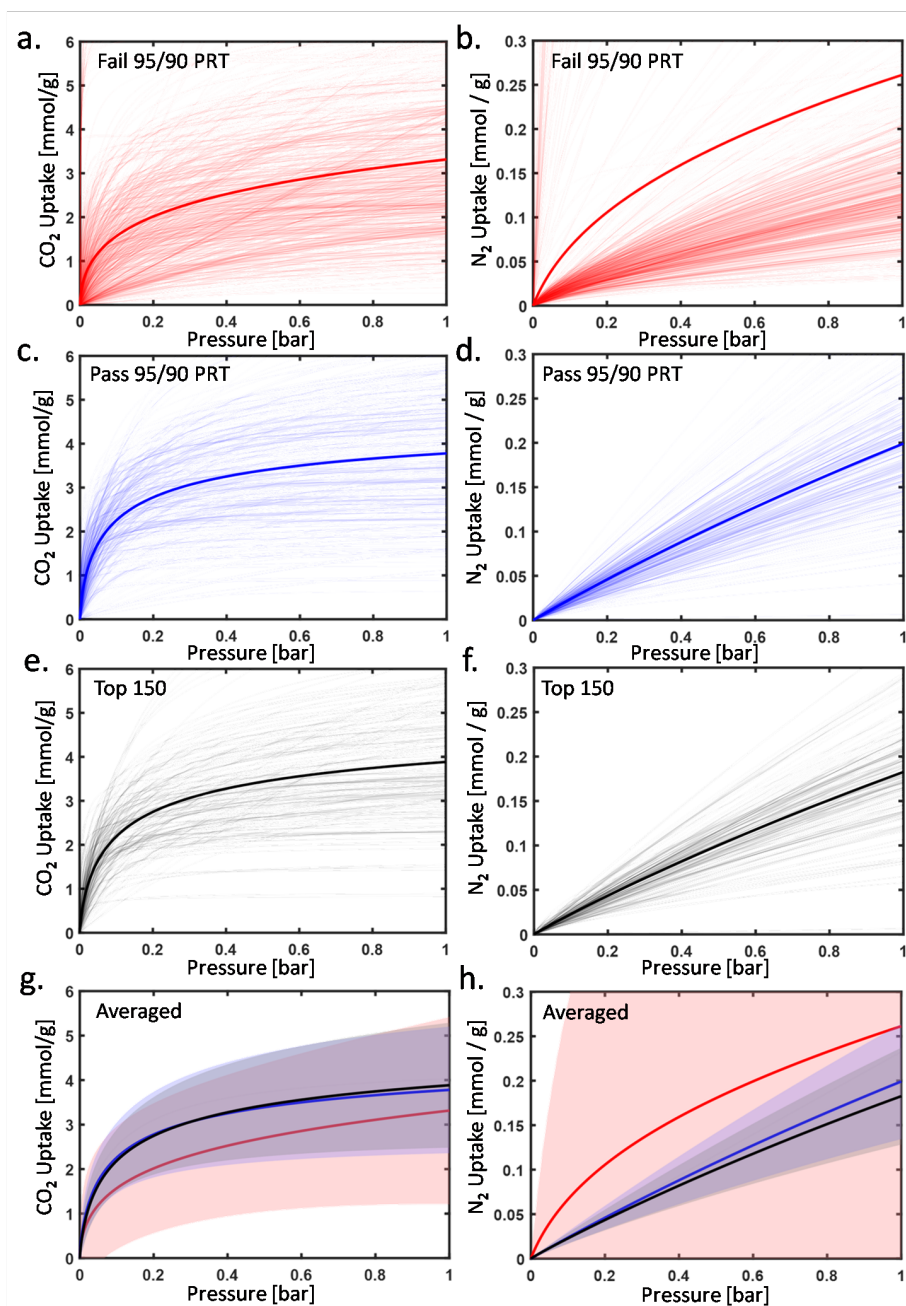 a.
Fail 95/90 PRT
CO2 Uptake [mmol/g]
6
5
4
3
2
1
0
0 0.2 0.4 0.6 0.8 1
Pressure [bar]
b.
Fail 95/90 PRT
N2 Uptake [mmol / g]
0.3
0.25
0.2
0.15
0.1
0.05
0
0 0.2 0.4 0.6 0.8 1
Pressure [bar]
c.
Pass 95/90 PRT
CO2 Uptake [mmol/g]
6
5
4
3
2
1
0
0 0.2 0.4 0.6 0.8 1
Pressure [bar]
d.
Pass 95/90 PRT
N2 Uptake [mmol / g]
0.3
0.25
0.2
0.15
0.1
0.05
0
0 0.2 0.4 0.6 0.8 1
Pressure [bar]
e.
Top 150
CO2 Uptake [mmol/g]
6
5
4
3
2
1
0
0 0.2 0.4 0.6 0.8 1
Pressure [bar]
f.
Top 150
N2 Uptake [mmol / g]
0.3
0.25
0.2
0.15
0.1
0.05
0
0 0.2 0.4 0.6 0.8 1
Pressure [bar]
g.
Averaged
CO2 Uptake [mmol/g]
6
5
4
3
2
1
0
0 0.2 0.4 0.6 0.8 1
Pressure [bar]
h.
Averaged
N2 Uptake [mmol / g]
0.3
0.25
0.2
0.15
0.1
0.05
0
0 0.2 0.4 0.6 0.8 1
Pressure [bar]